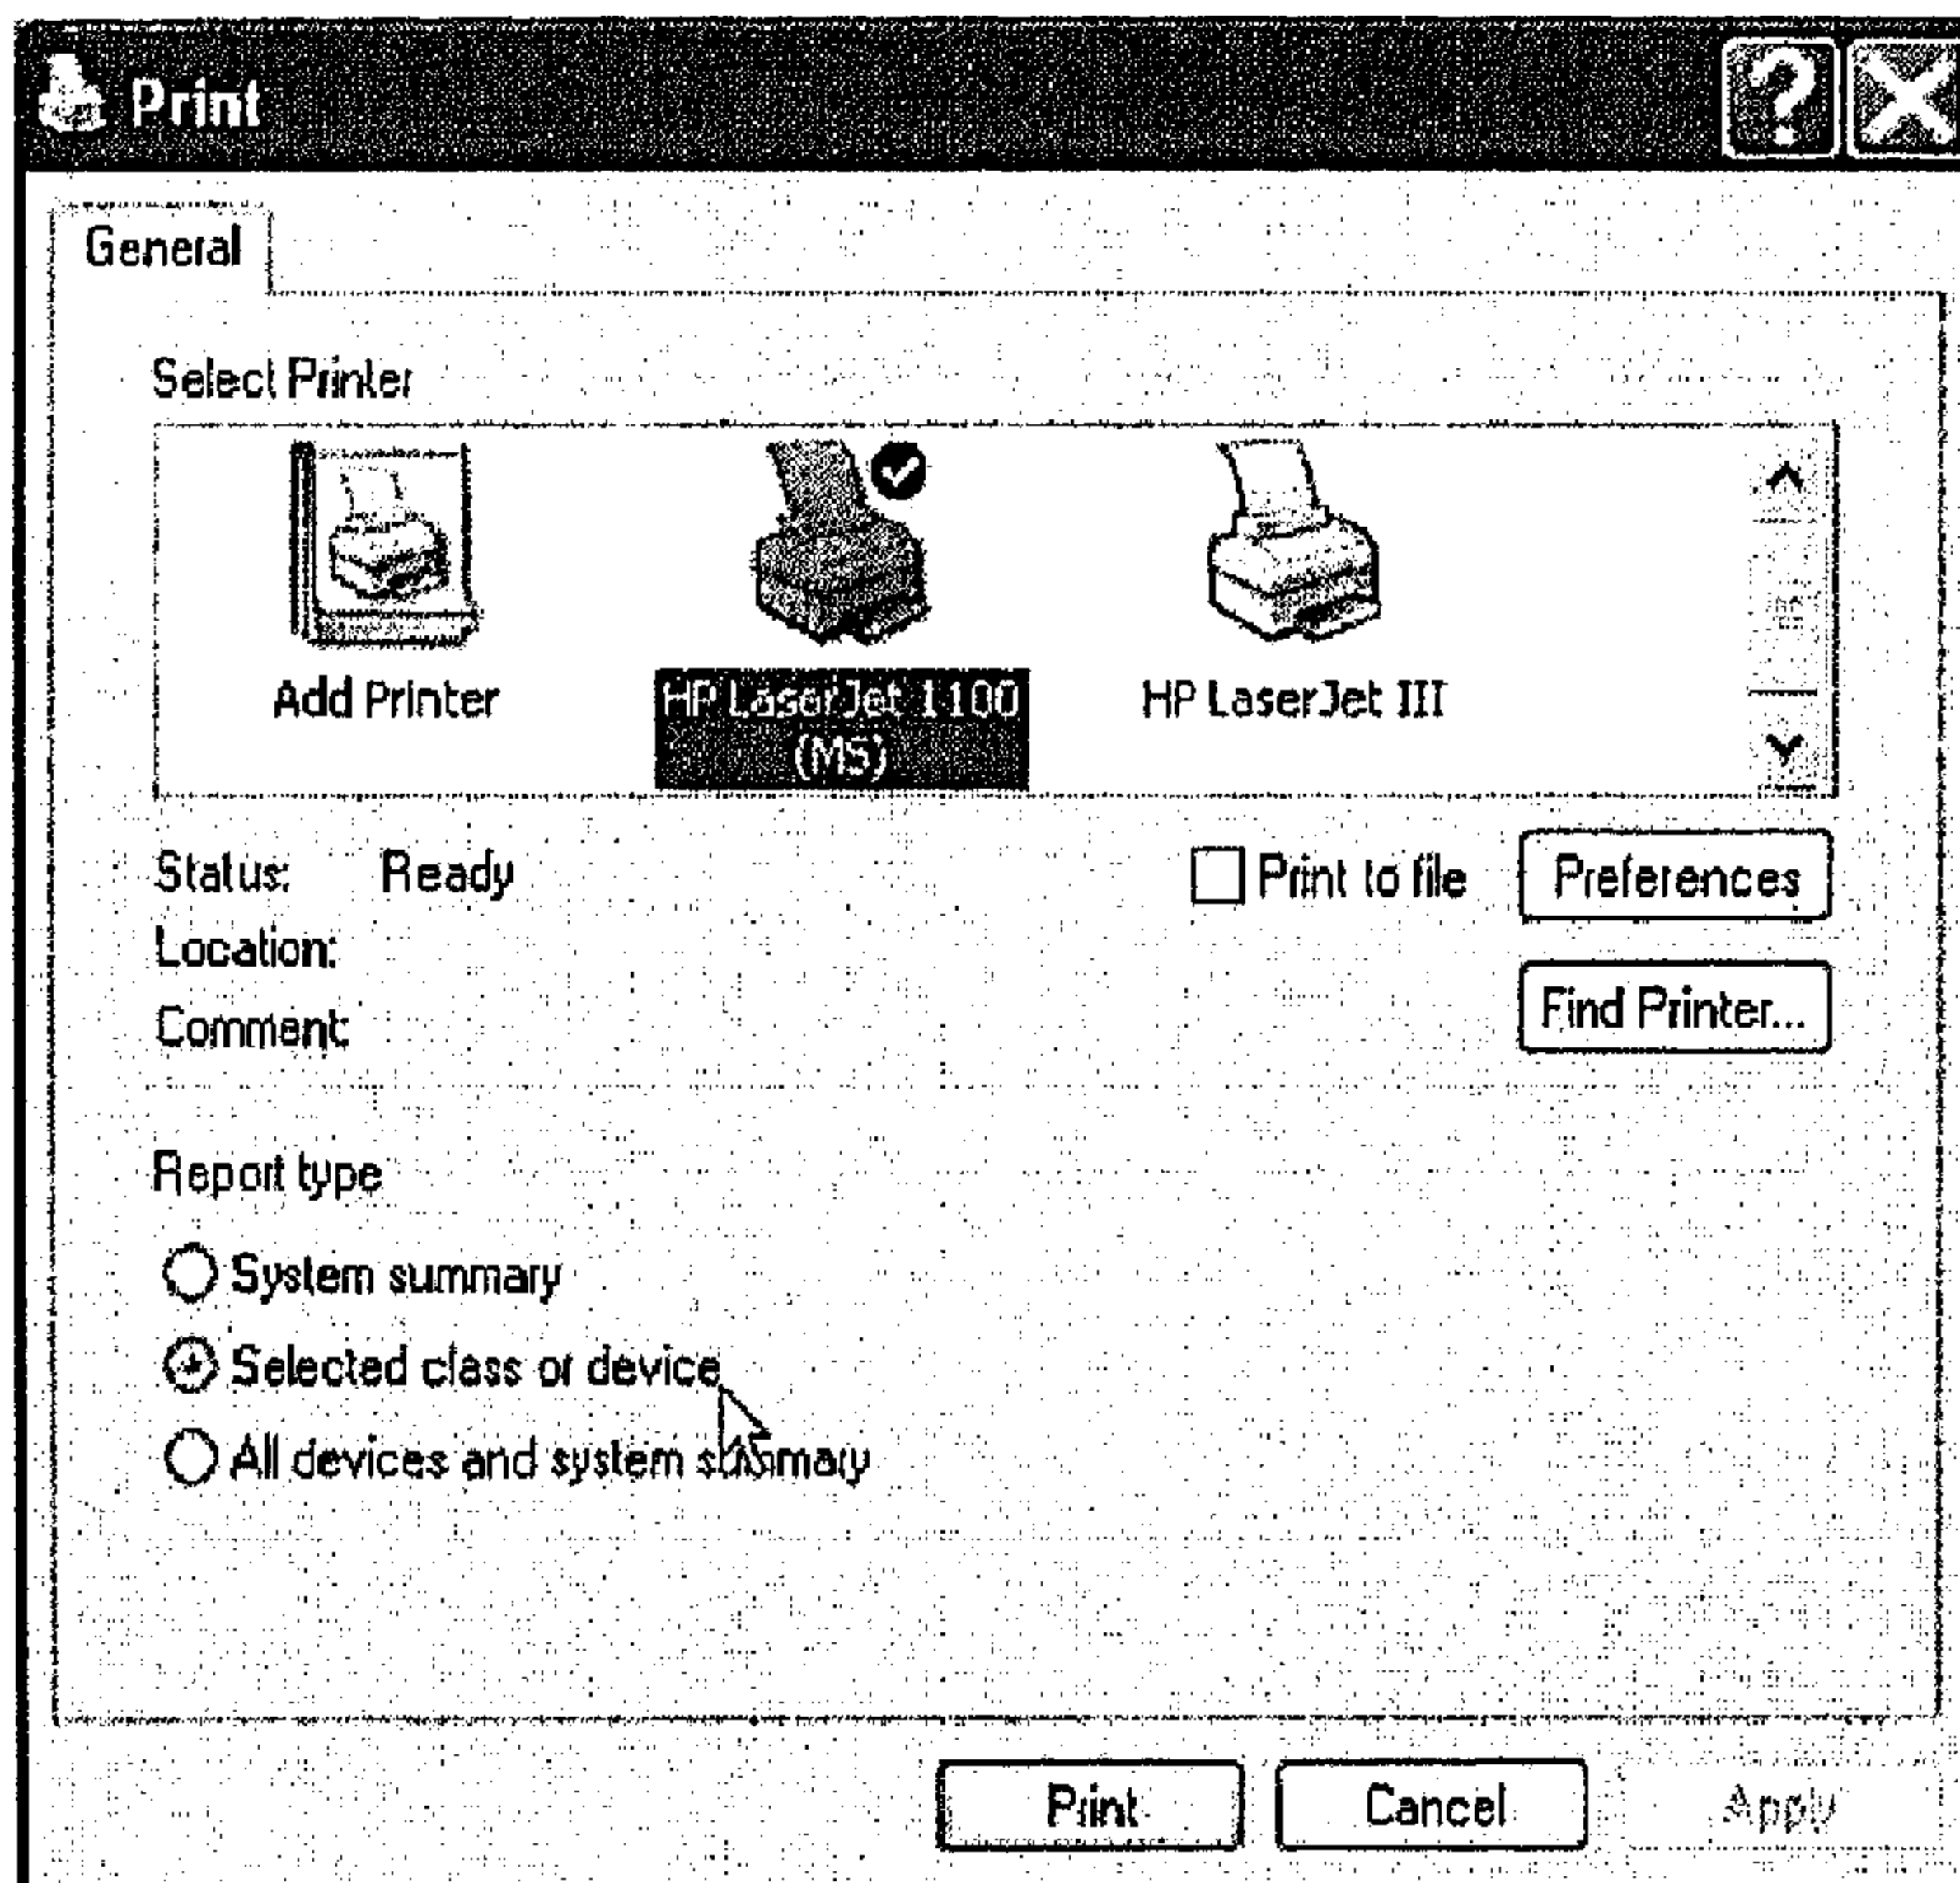 Print
General
Select Printer
Add Printer
HP LaserJet 1100
(MS)
HP LaserJet III
Status: Ready
Print to file
Preferences
Location:
Find Printer...
Comment:
Report type
System summary
Selected class or device
All devices and system summary
Print
Cancel
Apply